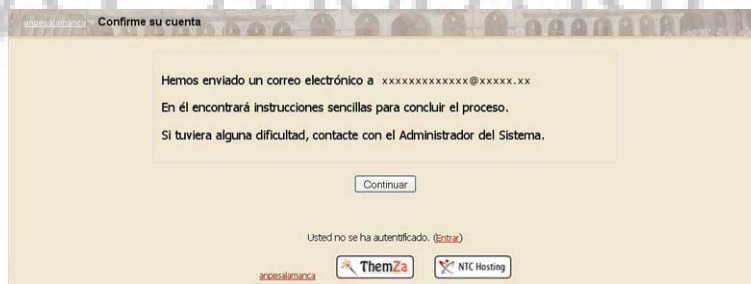 anpesalamanca Confirme su cuenta
Hemos enviado un correo electrónico a xxxxxxxxxxxxx@xxxxx.xx
En él encontrará instrucciones sencillas para concluir el proceso.
Si tuviera alguna dificultad, contacte con el Administrador del Sistema.
Continuar
Usted no se ha autentificado. (Entrar)
anpesalamanca ThemZa NTC Hosting